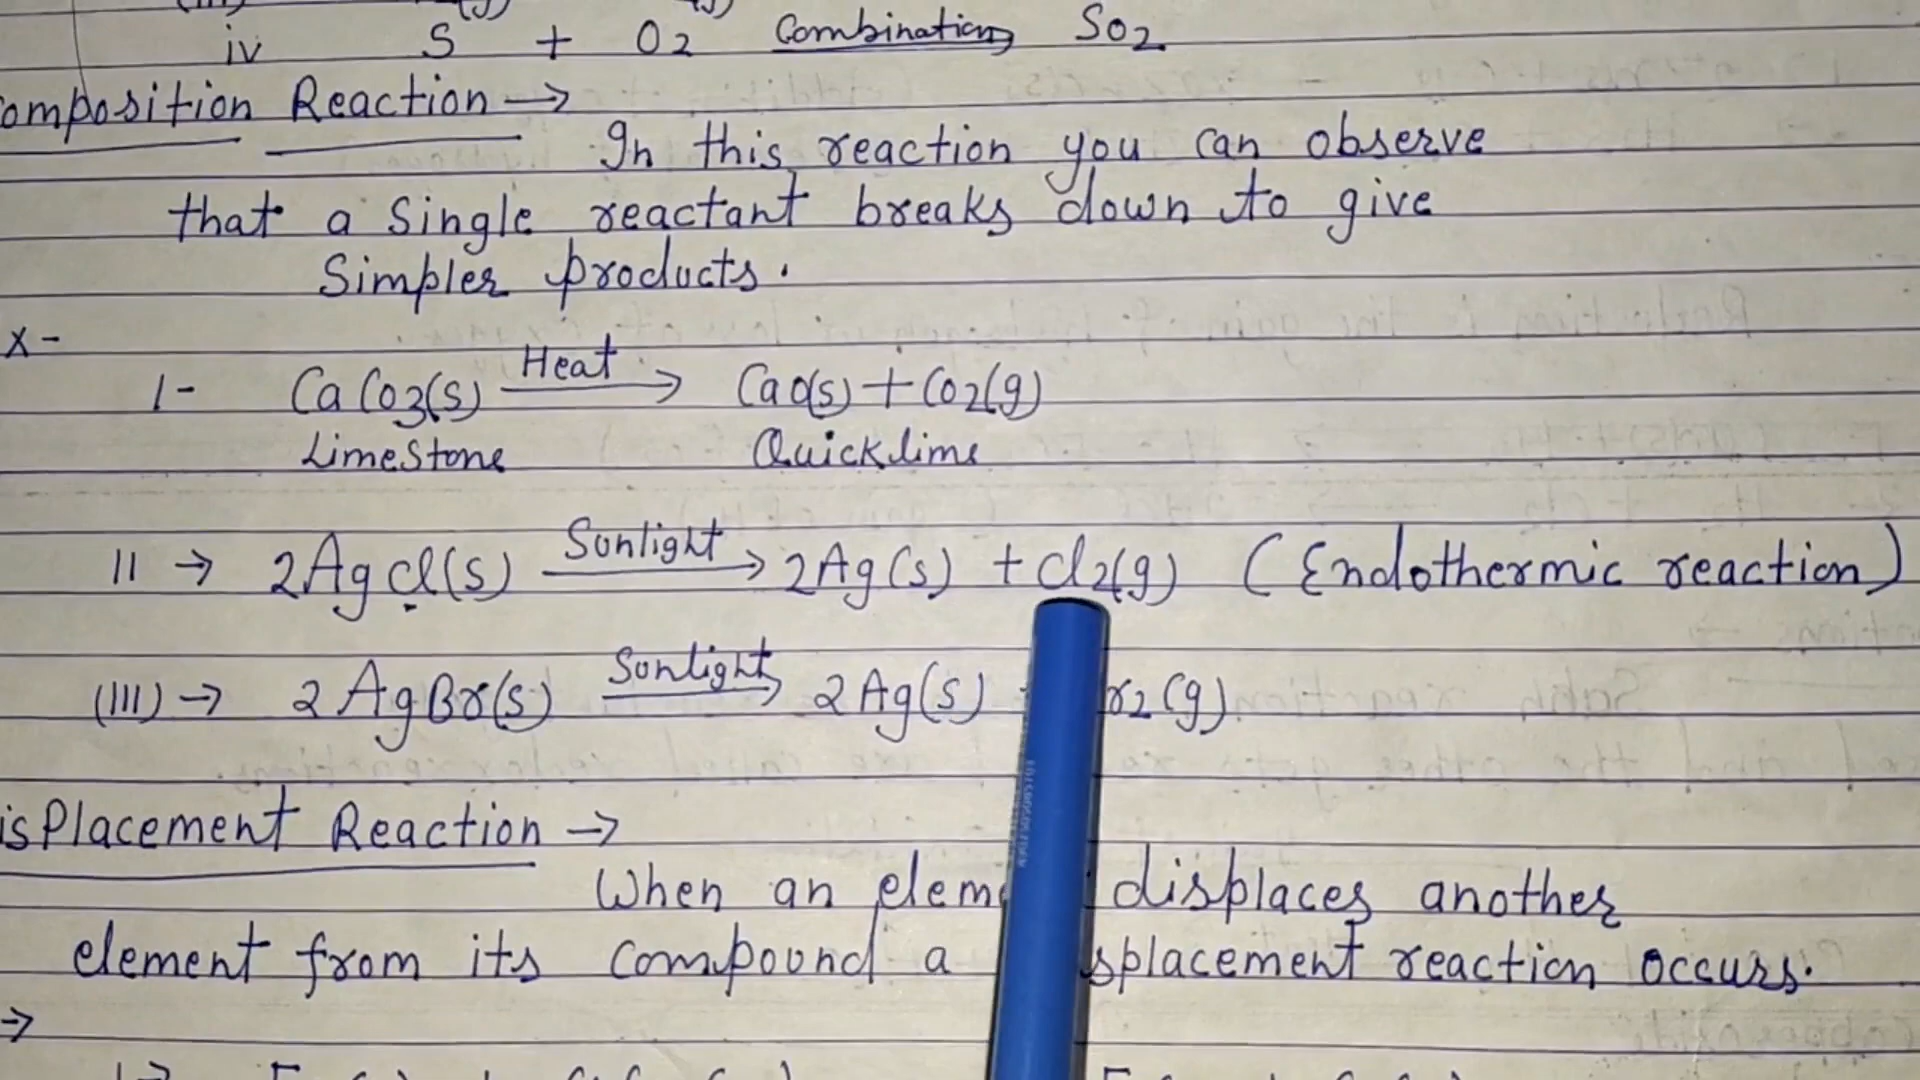 iv S + O2 Combination SO2
omposition Reaction →
In this reaction you can observe
that a Single reactant breaks down to give
Simpler products.
x -
1- CaCO3(s) Heat → CaO(s) + CO2(g)
LimeStone Quicklime
II → 2AgCl(s) Sunlight → 2Ag(s) + Cl2(g) (Endothermic reaction)
(III) → 2AgBr(s) Sunlight → 2Ag(s) r2(g)
isPlacement Reaction →
When an elem displaces another
element from its compound a splacement reaction occurs.
→